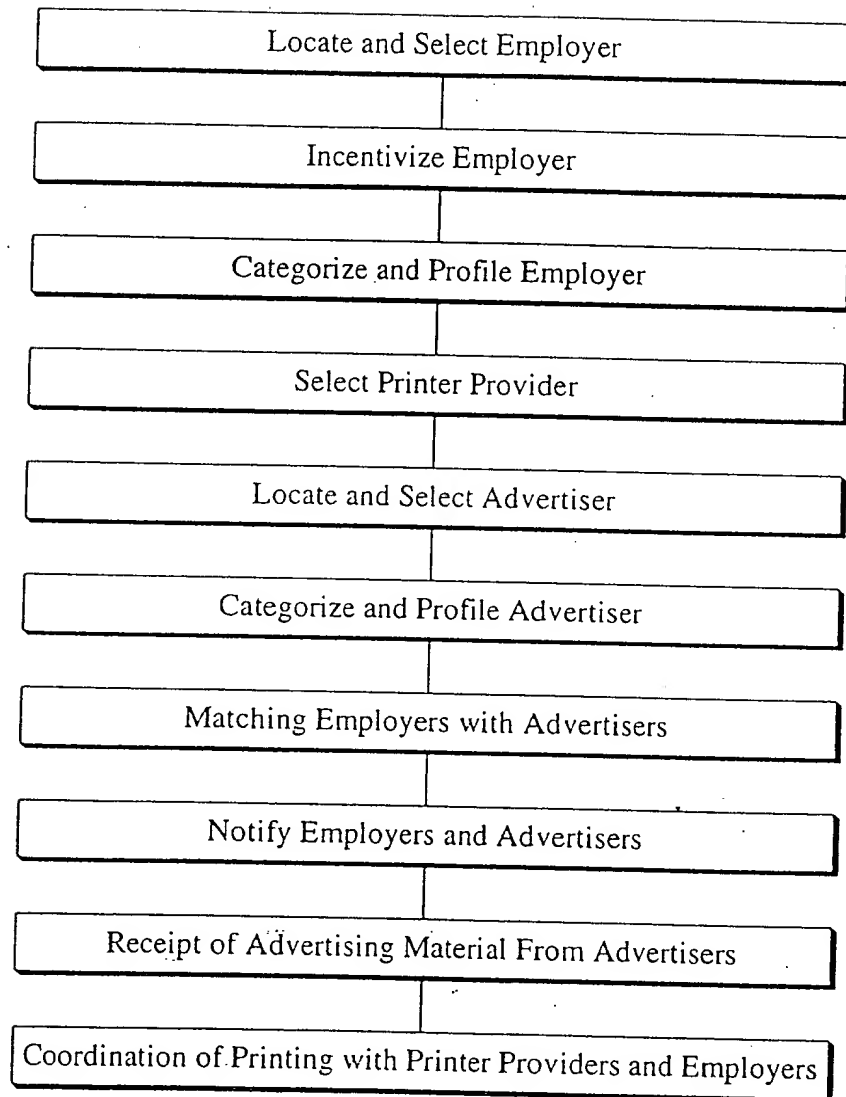 Locate and Select Employer
Incentivize Employer
Categorize and Profile Employer
Select Printer Provider
Locate and Select Advertiser
Categorize and Profile Advertiser
Matching Employers with Advertisers
Notify Employers and Advertisers
Receipt of Advertising Material From Advertisers
Coordination of Printing with Printer Providers and Employers